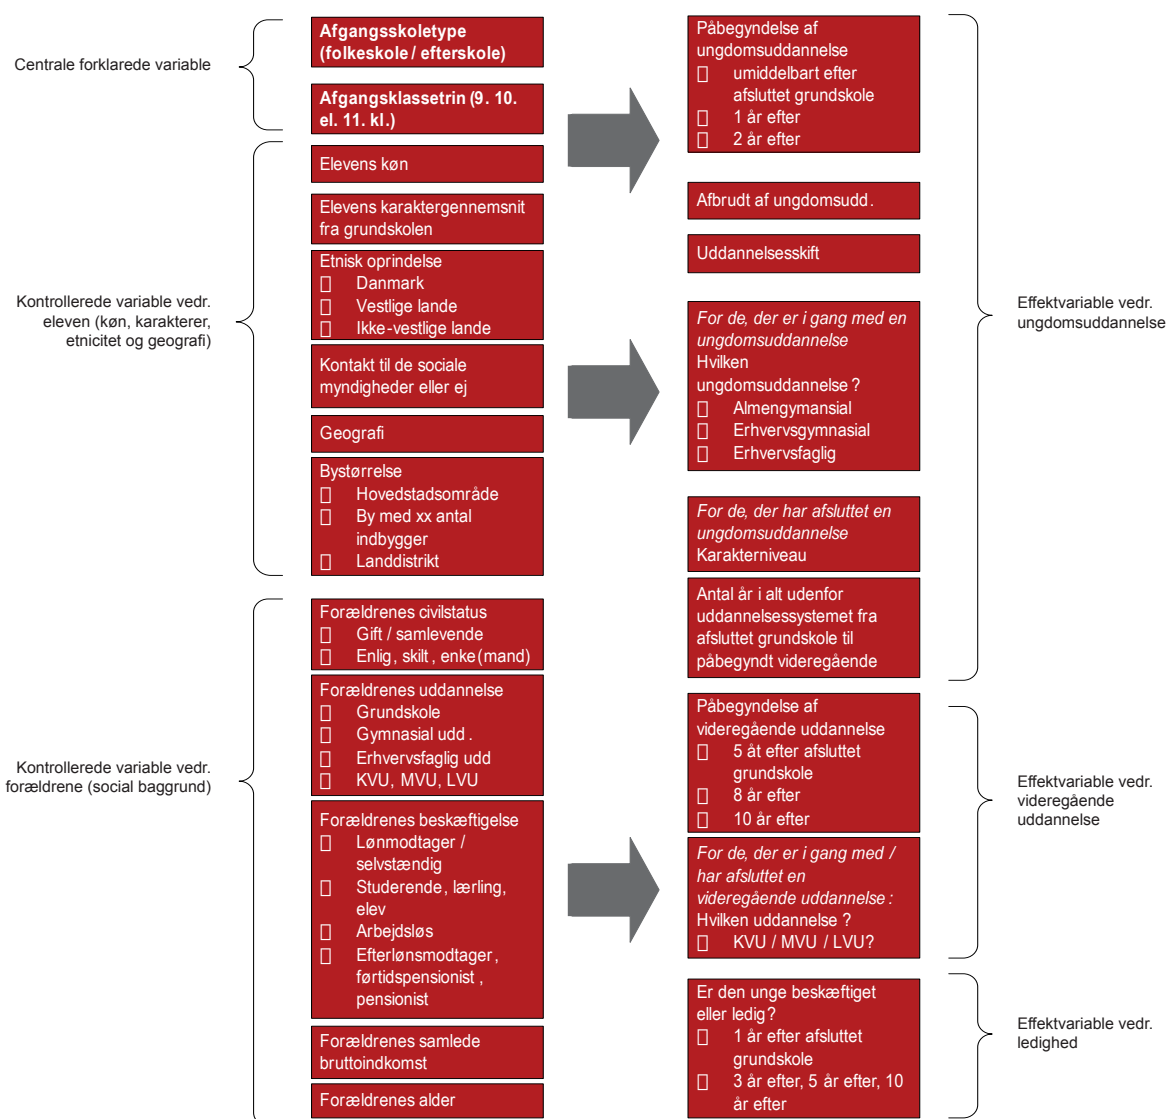 Centrale forklarede variable
Afgangsskoletype
(folkeskole / efterskole)
Afgangsklassetrin (9. 10.
el. 11. kl.)
Kontrollerede variable vedr.
eleven (køn, karakterer,
etnicitet og geografi)
Elevens køn
Elevens karaktergennemsnit
fra grundskolen
Etnisk oprindelse
Danmark
Vestlige lande
Ikke-vestlige lande
Kontakt til de sociale
myndigheder eller ej
Geografi
Bystørrelse
Hovedstadsområde
By med xx antal
indbygger
Landdistrikt
Kontrollerede variable vedr.
forældrene (social baggrund)
Forældrenes civilstatus
Gift / samlevende
Enlig, skilt, enke(mand)
Forældrenes uddannelse
Grundskole
Gymnasial udd.
Erhvervsfaglig udd
KVU, MVU, LVU
Forældrenes beskæftigelse
Lønmodtager /
selvstændig
Studerende, lærling,
elev
Arbejdsløs
Efterlønsmodtager,
førtidspensionist,
pensionist
Forældrenes samlede
bruttoindkomst
Forældrenes alder
Påbegyndelse af
ungdomsuddannelse
umiddelbart efter
afsluttet grundskole
1 år efter
2 år efter
Afbrudt af ungdomsudd.
Uddannelsesskift
For de, der er i gang med en
ungdomsuddannelse
Hvilken
ungdomsuddannelse?
Almengymansial
Erhvervsgymnasial
Erhvervsfaglig
For de, der har afsluttet en
ungdomsuddannelse
Karakterniveau
Antal år i alt udenfor
uddannelsessystemet fra
afsluttet grundskole til
påbegyndt videregående
Effektvariable vedr.
ungdomsuddannelse
Påbegyndelse af
videregående uddannelse
5 åt efter afsluttet
grundskole
8 år efter
10 år efter
For de, der er i gang med /
har afsluttet en
videregående uddannelse:
Hvilken uddannelse?
KVU / MVU / LVU?
Effektvariable vedr.
videregående
uddannelse
Er den unge beskæftiget
eller ledig?
1 år efter afsluttet
grundskole
3 år efter, 5 år efter, 10
år efter
Effektvariable vedr.
ledighed